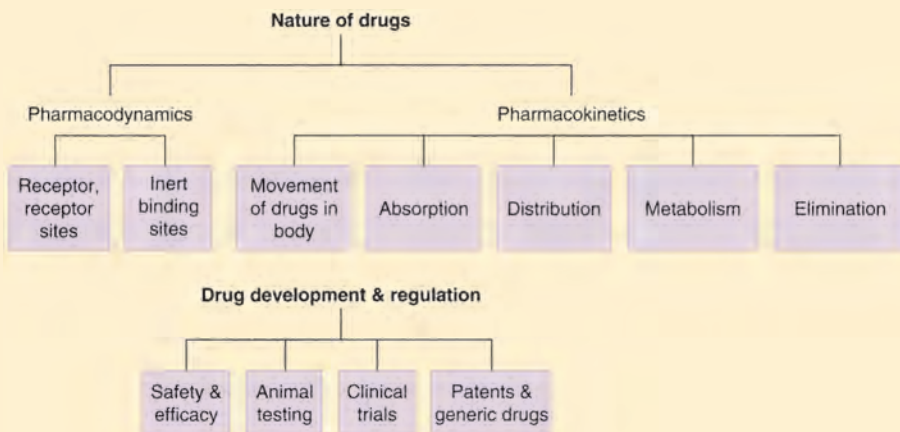 Nature of drugs
Pharmacodynamics
Pharmacokinetics
Receptor,
receptor
sites
Inert
binding
sites
Movement
of drugs in
body
Absorption
Distribution
Metabolism
Elimination
Drug development & regulation
Safety &
efficacy
Animal
testing
Clinical
trials
Patents &
generic drugs